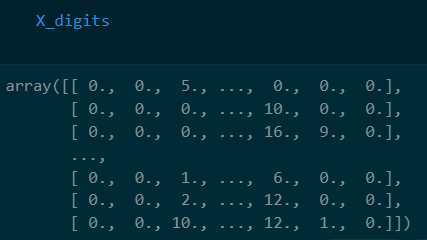 X_digits
array([[ 0.,  0.,  5., ...,  0.,  0.,  0.],
       [ 0.,  0.,  0., ..., 10.,  0.,  0.],
       [ 0.,  0.,  0., ..., 16.,  9.,  0.],
       ...,
       [ 0.,  0.,  1., ...,  6.,  0.,  0.],
       [ 0.,  0.,  2., ..., 12.,  0.,  0.],
       [ 0.,  0., 10., ..., 12.,  1.,  0.]])